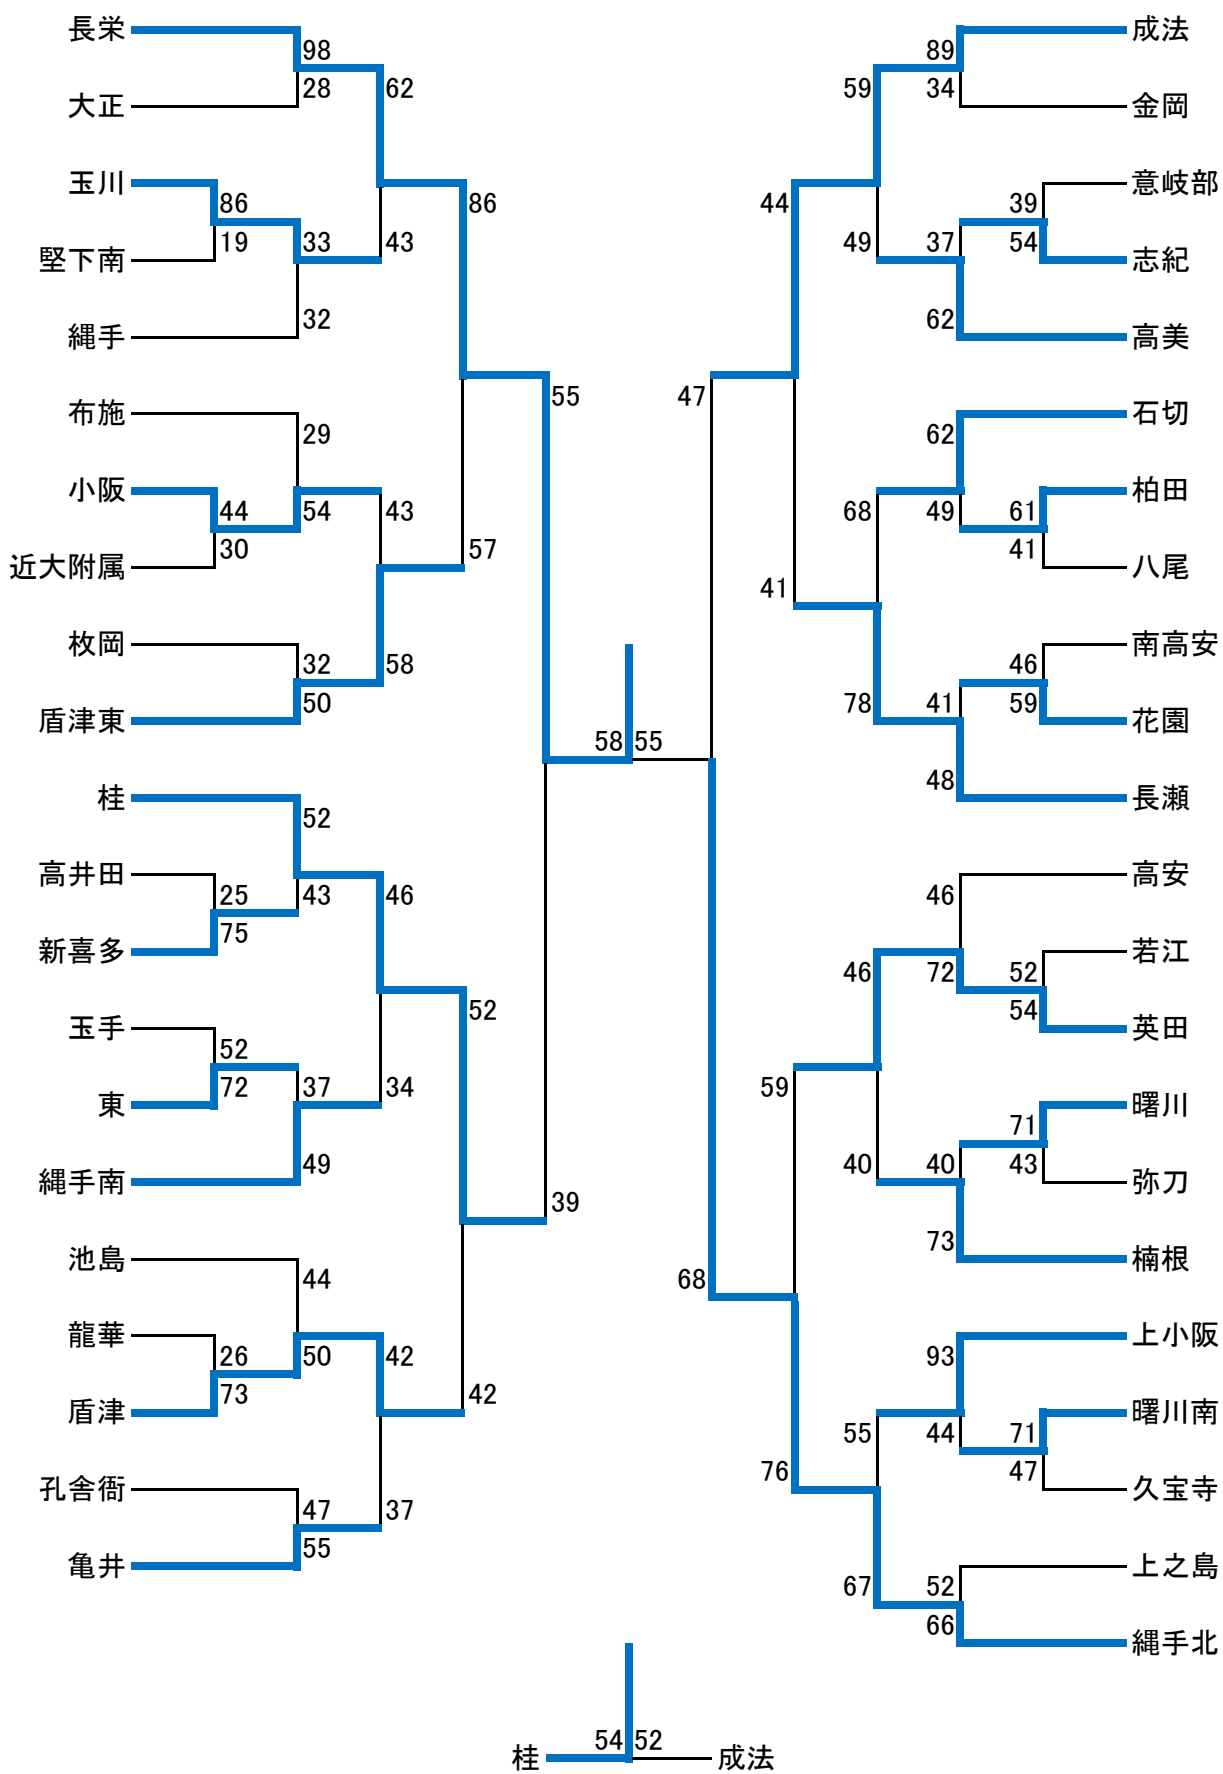 長栄
98
28
大正
62
玉川
86
19
堅下南
33
32
縄手
43
86
布施
29
小阪
44
30
近大附属
54
43
枚岡
32
50
盾津東
58
57
55
桂
52
高井田
25
75
新喜多
43
46
玉手
52
72
東
37
49
縄手南
34
52
池島
44
龍華
26
73
盾津
50
42
孔舎衙
47
55
亀井
37
42
39
58 55
成法
89
34
金岡
59
意岐部
39
54
志紀
37
62
高美
49
44
石切
62
柏田
61
41
八尾
49
68
南高安
46
59
花園
41
48
長瀬
78
41
47
高安
46
若江
52
54
英田
72
46
曙川
71
43
弥刀
40
73
楠根
40
59
上小阪
93
曙川南
71
47
久宝寺
44
55
上之島
52
66
縄手北
67
76
68
桂 54 52 成法